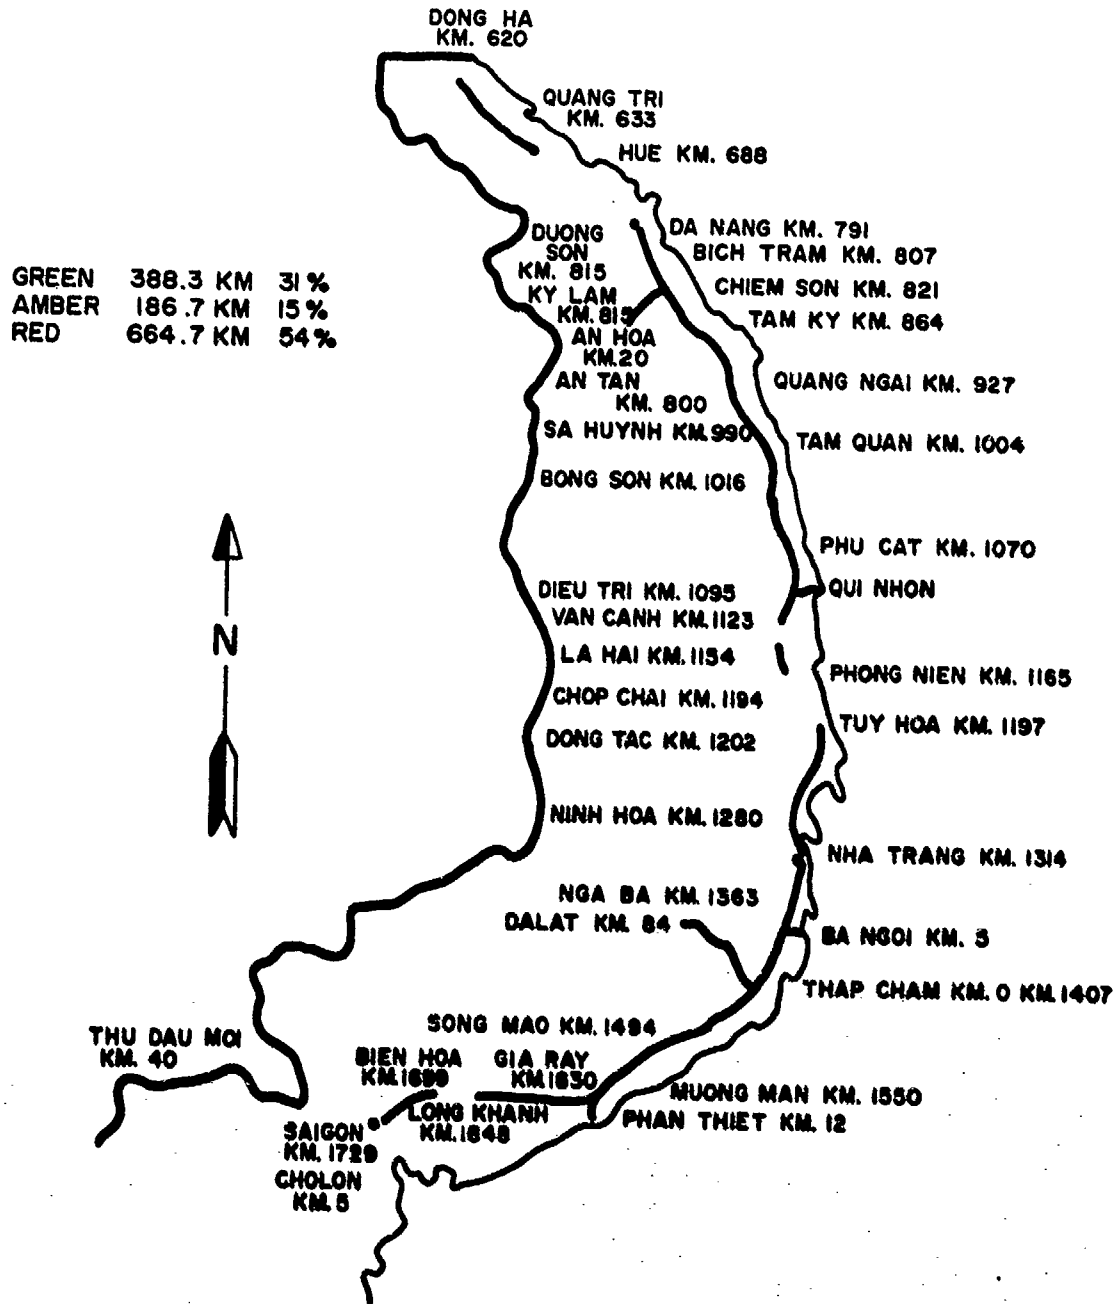 DONG HA
KM. 620
QUANG TRI
KM. 633
HUE KM. 688
DA NANG KM. 791
BICH TRAM KM. 807
DUONG
SON
KM. 815
CHIEM SON KM. 821
KY LAM
KM. 815
TAM KY KM. 864
AN HOA
KM. 20
GREEN 388.3 KM 31%
AMBER 186.7 KM 15%
RED 664.7 KM 54%
AN TAN
KM. 800
QUANG NGAI KM. 927
SA HUYNH KM. 990
TAM QUAN KM. 1004
BONG SON KM. 1016
PHU CAT KM. 1070
DIEU TRI KM. 1095
QUI NHON
VAN CANH KM. 1123
N
LA HAI KM. 1154
PHONG NIEN KM. 1165
CHOP CHAI KM. 1194
TUY HOA KM. 1197
DONG TAC KM. 1202
NINH HOA KM. 1280
NHA TRANG KM. 1314
NGA BA KM. 1363
DALAT KM. 84
BA NGOI KM. 5
THAP CHAM KM. 0 KM. 1407
SONG MAO KM. 1494
THU DAU MOI
KM. 40
BIEN HOA
KM. 1699
GIA RAY
KM. 1630
MUONG MAN KM. 1550
LONG KHANH
KM. 1648
PHAN THIET KM. 12
SAIGON
KM. 1729
CHOLON
KM. 5